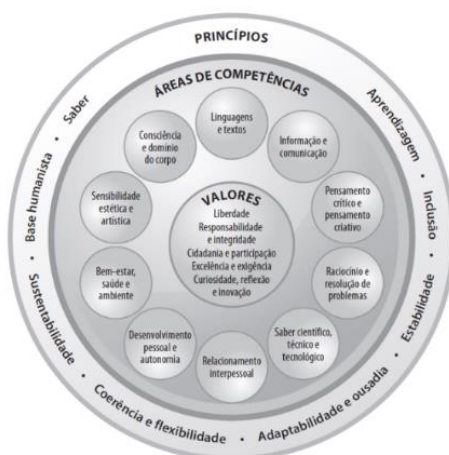 PRINCÍPIOS
Aprendizagem • Inclusão • Estabilidade • Adaptabilidade e ousadia • Coerência e flexibilidade • Sustentabilidade • Base humanista • Saber
ÁREAS DE COMPETÊNCIAS
Linguagens
e textos
Informação e
comunicação
Pensamento
crítico e
pensamento
criativo
Raciocínio e
resolução de
problemas
Saber científico,
técnico e
tecnológico
Relacionamento
interpessoal
Desenvolvimento
pessoal e
autonomia
Bem-estar,
saúde e
ambiente
Sensibilidade
estética e
artística
Consciência
e domínio
do corpo
VALORES
Liberdade
Responsabilidade
e integridade
Cidadania e participação
Excelência e exigência
Curiosidade, reflexão
e inovação